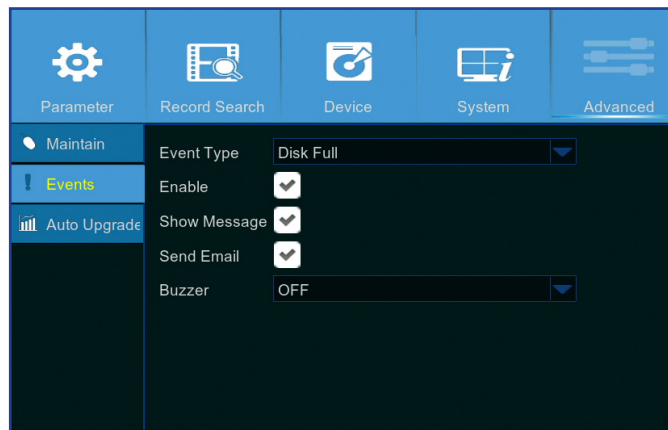 Parameter
Record Search
Device
System
Advanced
Maintain
Events
Auto Upgrade
Event Type
Disk Full
Enable
Show Message
Send Email
Buzzer
OFF